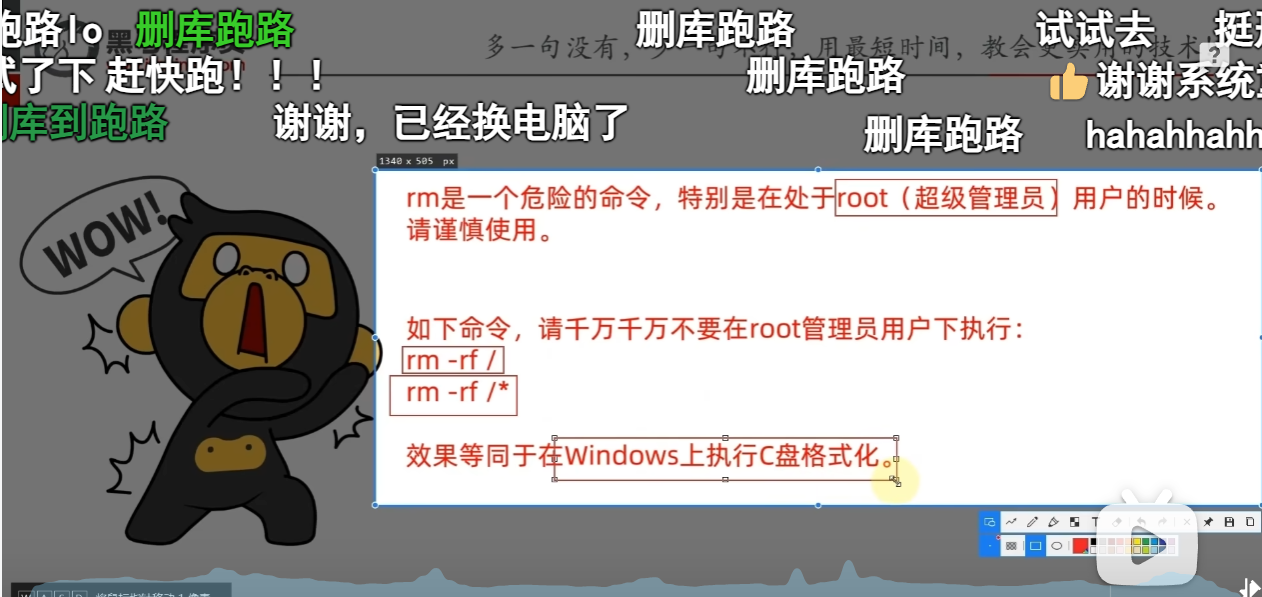 跑路lo 删库跑路 删库跑路 试试去 挺
多一句没有，用最短时间，教会更实用的技术
试了下 赶快跑！！！ 删库跑路 谢谢系统
删库到跑路 谢谢，已经换电脑了 删库跑路 hahahhahh
1340 x 505 px
WOW!
rm是一个危险的命令，特别是在处于root（超级管理员）用户的时候。
请谨慎使用。
如下命令，请千万千万不要在root管理员用户下执行：
rm -rf /
rm -rf /*
效果等同于在Windows上执行C盘格式化。